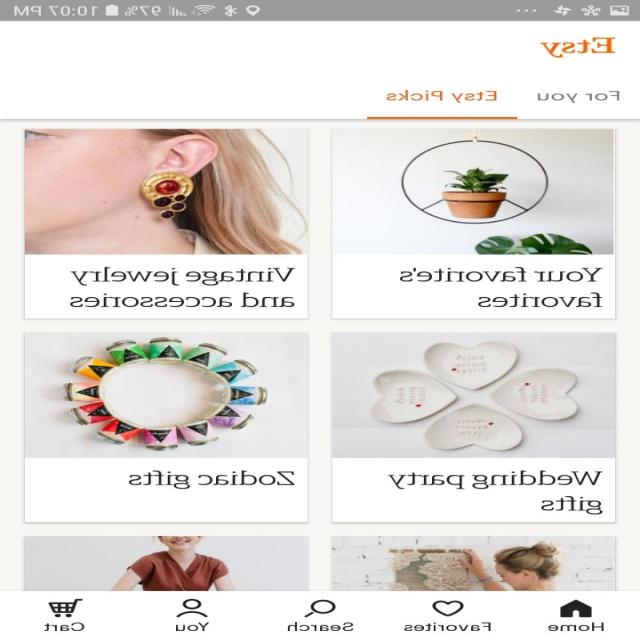 97% 10:07 PM
Etsy
For you
Etsy Picks
Your favorite's
favorites
Vintage jewelry
and accessories
Wedding party
gifts
Zodiac gifts
Home
Favorites
Search
You
Cart